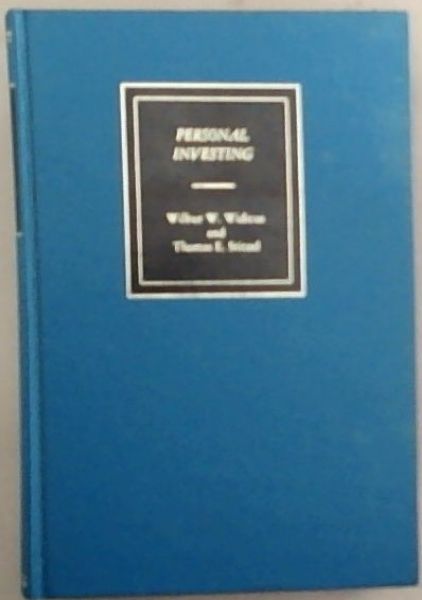 PERSONAL
INVESTING
Wilbur W. Widicus
and
Thomas E. Stitzel